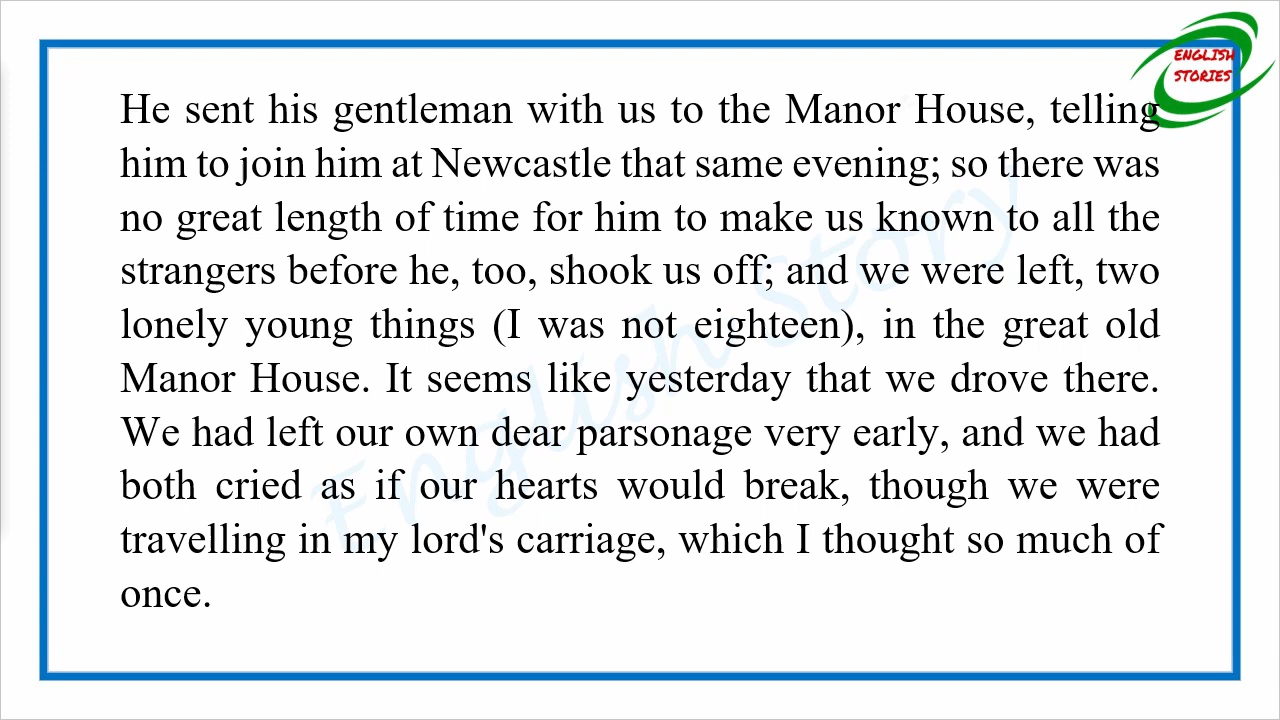 ENGLISH
STORIES
He sent his gentleman with us to the Manor House, telling
him to join him at Newcastle that same evening; so there was
no great length of time for him to make us known to all the
strangers before he, too, shook us off; and we were left, two
lonely young things (I was not eighteen), in the great old
Manor House. It seems like yesterday that we drove there.
We had left our own dear parsonage very early, and we had
both cried as if our hearts would break, though we were
travelling in my lord's carriage, which I thought so much of
once.
English Story